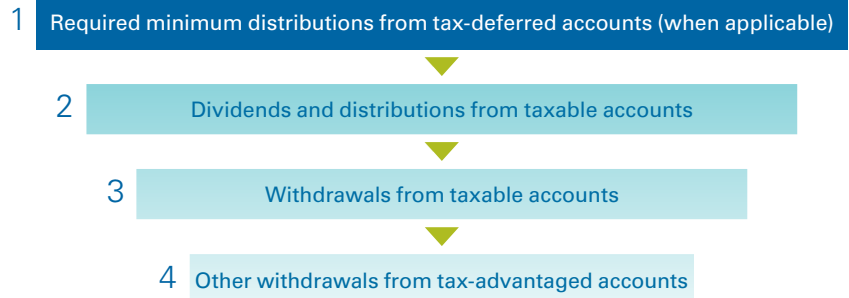 1 Required minimum distributions from tax-deferred accounts (when applicable)
2 Dividends and distributions from taxable accounts
3 Withdrawals from taxable accounts
4 Other withdrawals from tax-advantaged accounts